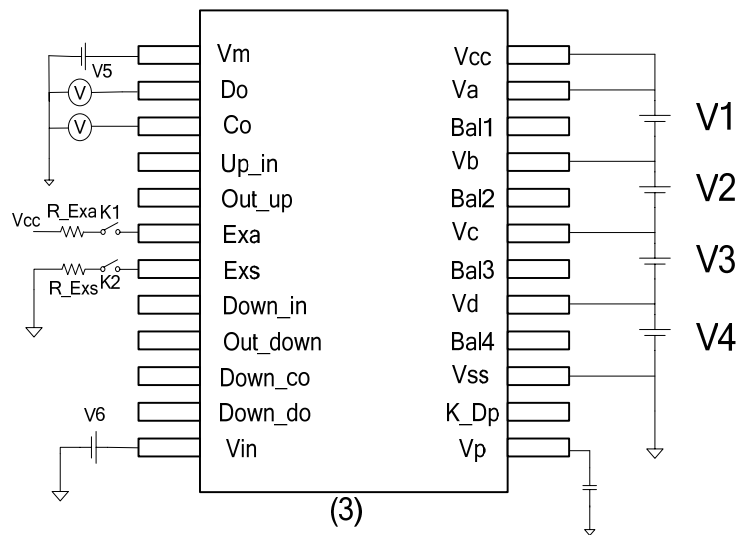 Vm
Do
Co
Up_in
Out_up
Exa
Exs
Down_in
Out_down
Down_co
Down_do
Vin
Vcc
Va
Bal1
Vb
Bal2
Vc
Bal3
Vd
Bal4
Vss
K_Dp
Vp
V5
V
V
Vcc
R_Exa K1
R_Exs K2
V6
V1
V2
V3
V4
(3)